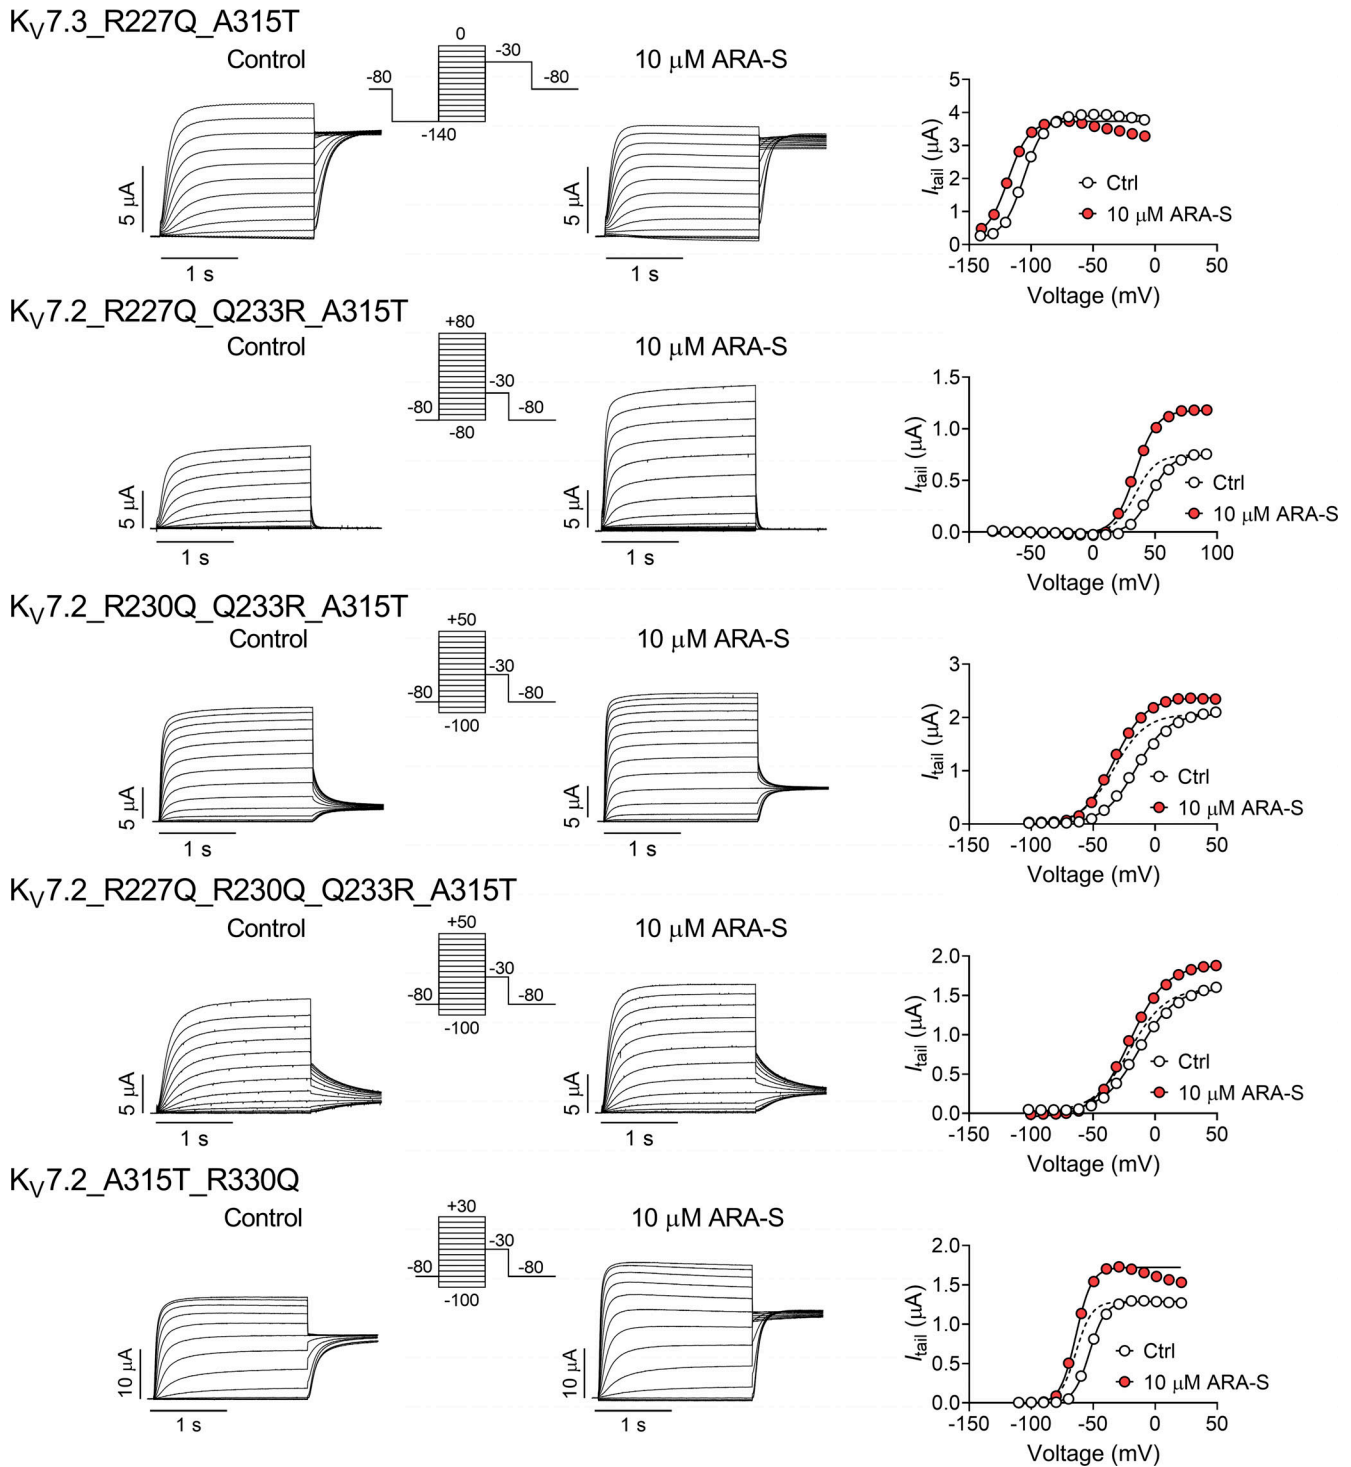 KV7.3_R227Q_A315T
Control
0
-30
-80
-80
-140
10 µM ARA-S
5 µA
1 s
5 µA
1 s
5
4
3
2
1
0
Itail (µA)
Ctrl
10 µM ARA-S
-150 -100 -50 0 50
Voltage (mV)
KV7.2_R227Q_Q233R_A315T
Control
+80
-30
-80
-80
-80
10 µM ARA-S
5 µA
1 s
5 µA
1 s
1.5
1.0
0.5
0.0
Itail (µA)
Ctrl
10 µM ARA-S
-50 0 50 100
Voltage (mV)
KV7.2_R230Q_Q233R_A315T
Control
+50
-30
-80
-80
-100
10 µM ARA-S
5 µA
1 s
5 µA
1 s
3
2
1
0
Itail (µA)
Ctrl
10 µM ARA-S
-150 -100 -50 0 50
Voltage (mV)
KV7.2_R227Q_R230Q_Q233R_A315T
Control
+50
-30
-80
-80
-100
10 µM ARA-S
5 µA
1 s
5 µA
1 s
2.0
1.5
1.0
0.5
0.0
Itail (µA)
Ctrl
10 µM ARA-S
-150 -100 -50 0 50
Voltage (mV)
KV7.2_A315T_R330Q
Control
+30
-30
-80
-80
-100
10 µM ARA-S
10 µA
1 s
10 µA
1 s
2.0
1.5
1.0
0.5
0.0
Itail (µA)
Ctrl
10 µM ARA-S
-150 -100 -50 0 50
Voltage (mV)